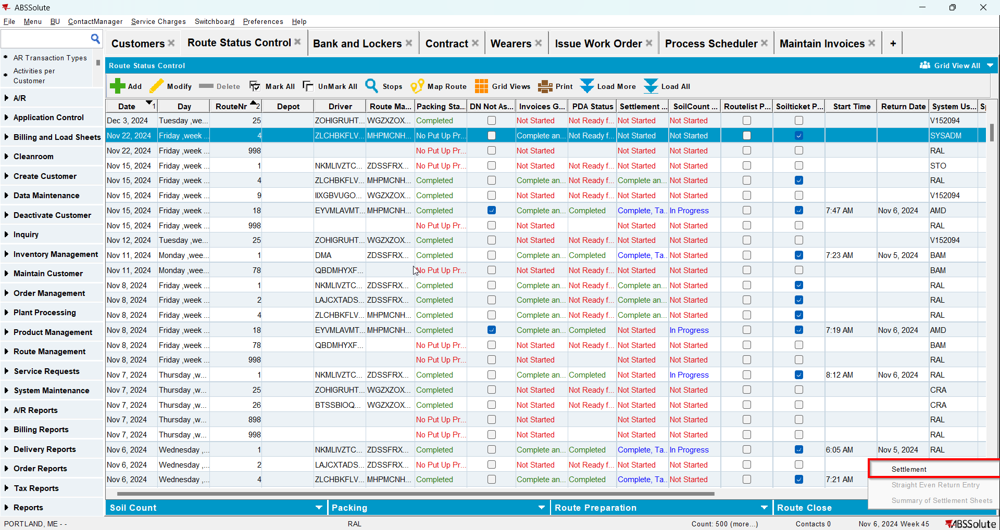 ABSSolute
File Menu BU ContactManager Service Charges Switchboard Preferences Help
Customers Route Status Control Bank and Lockers Contract Wearers Issue Work Order Process Scheduler Maintain Invoices +
AR Transaction Types
Activities per
Customer
A/R
Application Control
Billing and Load Sheets
Cleanroom
Create Customer
Data Maintenance
Deactivate Customer
Inquiry
Inventory Management
Maintain Customer
Order Management
Plant Processing
Product Management
Route Management
Service Requests
System Maintenance
A/R Reports
Billing Reports
Delivery Reports
Order Reports
Tax Reports
Reports
Route Status Control Grid View All
Add Modify Delete Mark All UnMark All Stops Map Route Grid Views Print Load More Load All
Date 1 Day RouteNr 2 Depot Driver Route Ma... Packing Sta... DN Not As... Invoices G... PDA Status Settlement ... SoilCount ... Routelist P... Soilticket P... Start Time Return Date System Us... S
Dec 3, 2024 Tuesday ,we... 25 ZOHIGRUHT... WGZXZOX... Completed Not Started Not Ready f... Not Started Not Started V152094
Nov 22, 2024 Friday ,week ... 4 ZLCHBKFLV... MHPMCNH... No Put Up Pr... Complete an... Not Ready f... Not Started Not Started SYSADM
Nov 22, 2024 Friday ,week ... 998 No Put Up Pr... Not Started Not Started Not Started RAL
Nov 15, 2024 Friday ,week ... 1 NKMLIVZTC... ZDSSFRX... No Put Up Pr... Not Started Not Ready f... Not Started Not Started STO
Nov 15, 2024 Friday ,week ... 4 ZLCHBKFLV... MHPMCNH... Completed Complete an... Not Ready f... Complete an... Not Started RAL
Nov 15, 2024 Friday ,week ... 9 IIXGBVUGO... WGZXZOX... Completed Not Started Not Ready f... Not Started Not Started V152094
Nov 15, 2024 Friday ,week ... 18 EYVMLAVMT... MHPMCNH... Completed Complete an... Completed Complete, Ta... In Progress 7:47 AM Nov 6, 2024 AMD
Nov 15, 2024 Friday ,week ... 998 No Put Up Pr... Not Started Not Started Not Started RAL
Nov 12, 2024 Tuesday ,we... 25 ZOHIGRUHT... WGZXZOX... Completed Not Started Not Ready f... Not Started Not Started V152094
Nov 11, 2024 Monday ,wee... 1 DMA ZDSSFRX... Completed Complete an... Completed Complete, Ta... Not Started 7:23 AM Nov 5, 2024 BAM
Nov 11, 2024 Monday ,wee... 78 QBDMHYXF... No Put Up Pr... Not Started Not Ready f... Not Started Not Started BAM
Nov 8, 2024 Friday ,week ... 1 NKMLIVZTC... ZDSSFRX... Completed Complete an... Not Ready f... Complete an... Not Started RAL
Nov 8, 2024 Friday ,week ... 2 LAJCXTADS... ZDSSFRX... Completed Complete an... Not Ready f... Complete an... Not Started RAL
Nov 8, 2024 Friday ,week ... 4 ZLCHBKFLV... MHPMCNH... Completed Complete an... Not Ready f... Complete an... Not Started RAL
Nov 8, 2024 Friday ,week ... 18 EYVMLAVMT... MHPMCNH... Completed Complete an... Completed Not Started In Progress 7:19 AM Nov 6, 2024 AMD
Nov 8, 2024 Friday ,week ... 78 QBDMHYXF... No Put Up Pr... Not Started Not Ready f... Not Started Not Started BAM
Nov 8, 2024 Friday ,week ... 998 No Put Up Pr... Not Started Not Started Not Started RAL
Nov 7, 2024 Thursday ,w... 1 NKMLIVZTC... ZDSSFRX... Completed Complete an... Completed Not Started In Progress 8:12 AM Nov 6, 2024 RAL
Nov 7, 2024 Thursday ,w... 25 ZOHIGRUHT... WGZXZOX... Completed Not Started Not Ready f... Not Started Not Started CRA
Nov 7, 2024 Thursday ,w... 26 BTSSBIOQ... WGZXZOX... Completed Not Started Not Ready f... Not Started Not Started CRA
Nov 7, 2024 Thursday ,w... 898 No Put Up Pr... Not Started Not Started Not Started RAL
Nov 7, 2024 Thursday ,w... 998 No Put Up Pr... Not Started Not Started Not Started RAL
Nov 6, 2024 Wednesday ,... 1 NKMLIVZTC... ZDSSFRX... Completed Complete an... Completed Complete, Ta... In Progress 6:05 AM Nov 5, 2024 RAL
Nov 6, 2024 Wednesday ,... 2 LAJCXTADS... ZDSSFRX... No Put Up Pr... Not Started Not Ready f... Not Started Not Started
Nov 6, 2024 Wednesday ,... 4 ZLCHBKFLV... MHPMCNH... Completed Complete an... Completed Complete, Ta... Not Started 7:21 AM
Settlement
Straight Even Return Entry
Summary of Settlement Sheets
Soil Count Packing Route Preparation Route Close
PORTLAND, ME - - RAL Count: 500 (more...) Contacts 0 Nov 6, 2024 Week 45 ABSSolute